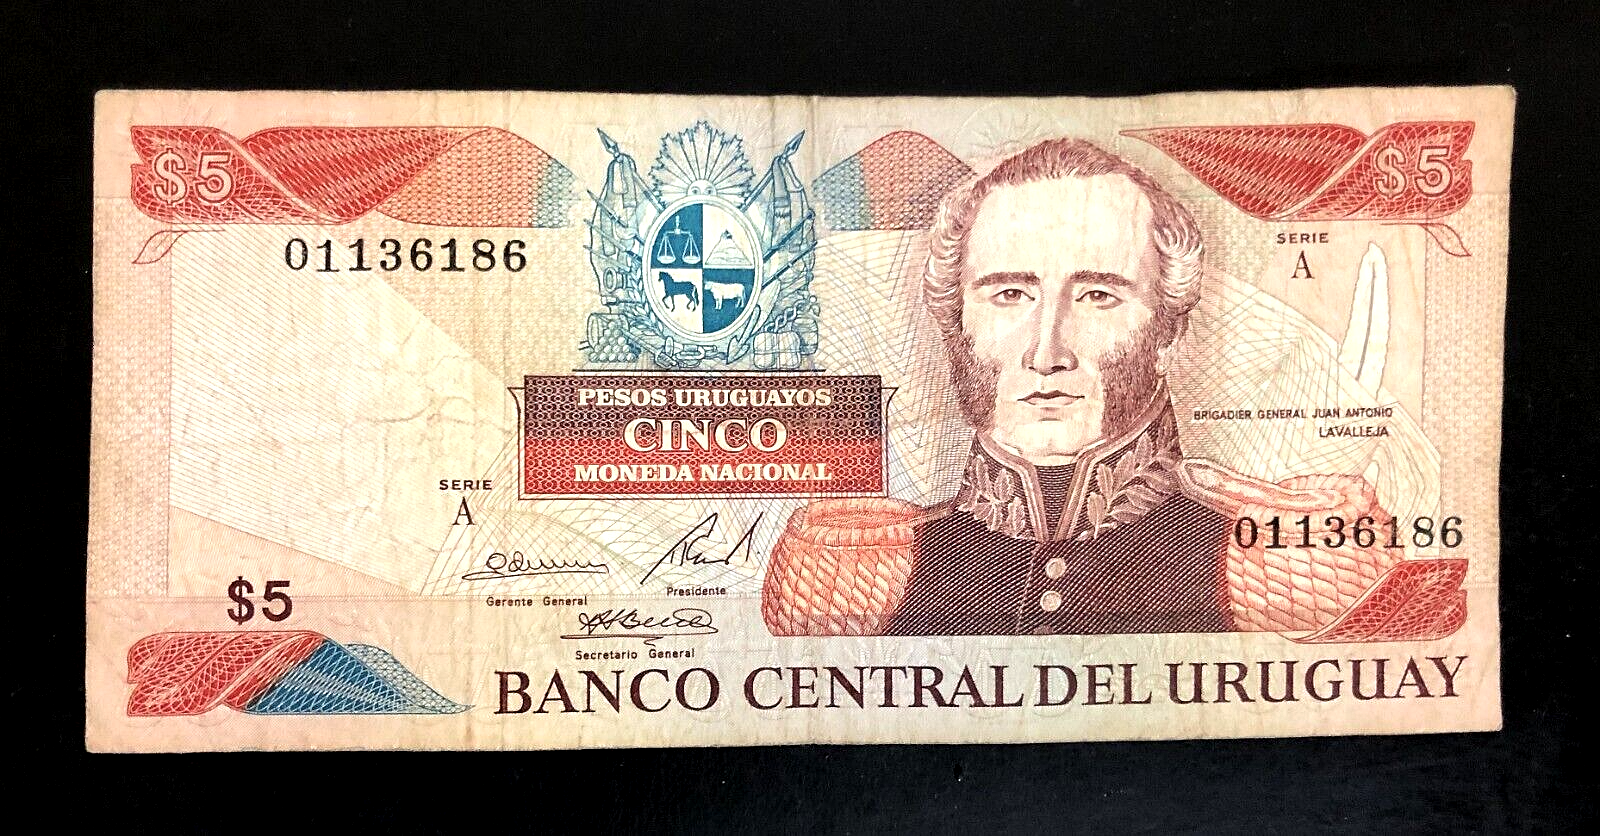 $5
$5
01136186
SERIE
A
PESOS URUGUAYOS
CINCO
MONEDA NACIONAL
BRIGADIER GENERAL JUAN ANTONIO
LAVALLEJA
SERIE
A
01136186
$5
Gerente General
Presidente
Secretario General
BANCO CENTRAL DEL URUGUAY